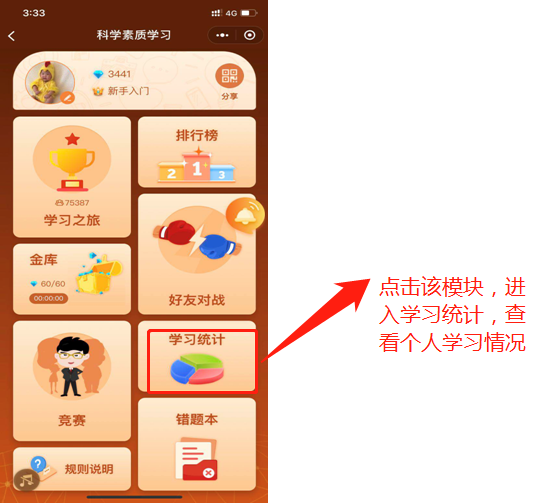 3:33
4G
科学素质学习
3441
新手入门
分享
排行榜
2
1
3
75387
学习之旅
金库
60/60
00:00:00
好友对战
学习统计
竞赛
错题本
?
规则说明
点击该模块，进
入学习统计，查
看个人学习情况